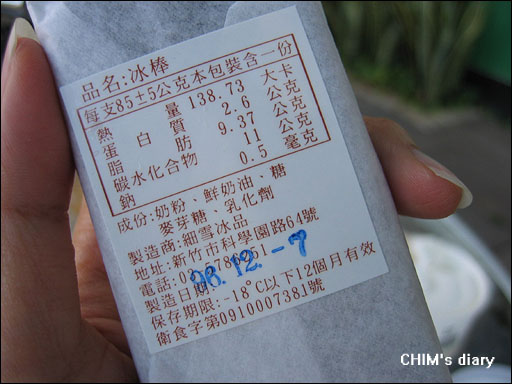 品名:冰棒
每支85±5公克本包裝含一份
熱 量 138.73 大卡
蛋 白 質 2.6 公克
脂 肪 9.37 公克
碳水化合物 11 公克
鈉 0.5 毫克
成份:奶粉、鮮奶油、糖
麥芽糖、乳化劑
製造商:細雪冰品
地址:新竹市科學園路64號
電話:
製造日期: 98.12.-7
保存期限:-18°C以下12個月有效
衛食字第0910007381號
CHIM's diary